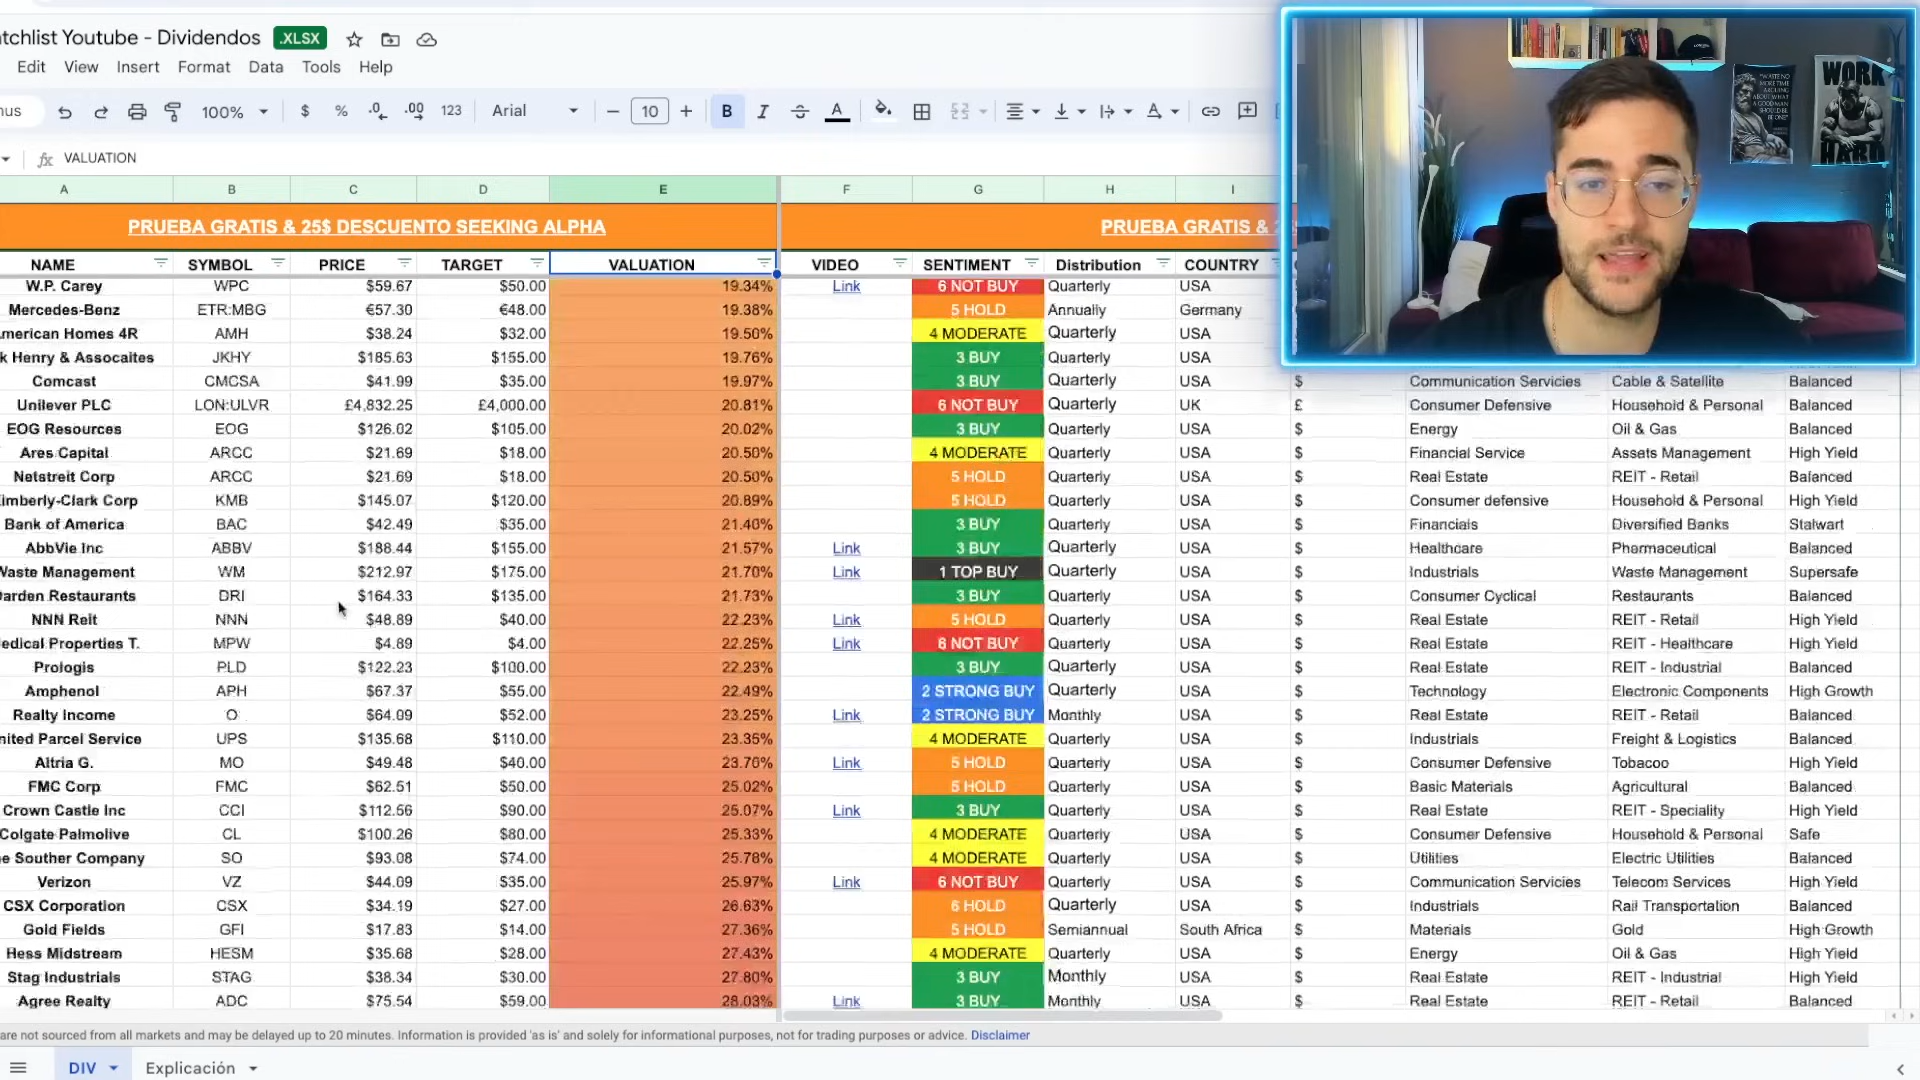 tchlist Youtube - Dividendos .XLSX
Edit View Insert Format Data Tools Help
nus 100% $ % .0 .00 123 Arial − 10 + B I A
fx VALUATION
A B C D E F G H I
PRUEBA GRATIS & 25$ DESCUENTO SEEKING ALPHA PRUEBA GRATIS &
NAME SYMBOL PRICE TARGET VALUATION VIDEO SENTIMENT Distribution COUNTRY
W.P. Carey WPC $59.67 $50.00 19.34% Link 6 NOT BUY Quarterly USA
Mercedes-Benz ETR:MBG €57.30 €48.00 19.38% 5 HOLD Annually Germany
merican Homes 4R AMH $38.24 $32.00 19.50% 4 MODERATE Quarterly USA
k Henry & Assocaites JKHY $185.63 $155.00 19.76% 3 BUY Quarterly USA
Comcast CMCSA $41.99 $35.00 19.97% 3 BUY Quarterly USA $ Communication Servicies Cable & Satellite Balanced
Unilever PLC LON:ULVR £4,832.25 £4,000.00 20.81% 6 NOT BUY Quarterly UK £ Consumer Defensive Household & Personal Balanced
EOG Resources EOG $126.02 $105.00 20.02% 3 BUY Quarterly USA $ Energy Oil & Gas Balanced
Ares Capital ARCC $21.69 $18.00 20.50% 4 MODERATE Quarterly USA $ Financial Service Assets Management High Yield
Netstreit Corp ARCC $21.69 $18.00 20.50% 5 HOLD Quarterly USA $ Real Estate REIT - Retail Balanced
imberly-Clark Corp KMB $145.07 $120.00 20.89% 5 HOLD Quarterly USA $ Consumer defensive Household & Personal High Yield
Bank of America BAC $42.49 $35.00 21.40% 3 BUY Quarterly USA $ Financials Diversified Banks Stalwart
AbbVie Inc ABBV $188.44 $155.00 21.57% Link 3 BUY Quarterly USA $ Healthcare Pharmaceutical Balanced
Waste Management WM $212.97 $175.00 21.70% Link 1 TOP BUY Quarterly USA $ Industrials Waste Management Supersafe
arden Restaurants DRI $164.33 $135.00 21.73% 3 BUY Quarterly USA $ Consumer Cyclical Restaurants Balanced
NNN Reit NNN $48.89 $40.00 22.23% Link 5 HOLD Quarterly USA $ Real Estate REIT - Retail High Yield
edical Properties T. MPW $4.89 $4.00 22.25% Link 6 NOT BUY Quarterly USA $ Real Estate REIT - Healthcare High Yield
Prologis PLD $122.23 $100.00 22.23% 3 BUY Quarterly USA $ Real Estate REIT - Industrial Balanced
Amphenol APH $67.37 $55.00 22.49% 2 STRONG BUY Quarterly USA $ Technology Electronic Components High Growth
Realty Income O $64.09 $52.00 23.25% Link 2 STRONG BUY Monthly USA $ Real Estate REIT - Retail Balanced
nited Parcel Service UPS $135.68 $110.00 23.35% 4 MODERATE Quarterly USA $ Industrials Freight & Logistics Balanced
Altria G. MO $49.48 $40.00 23.70% Link 5 HOLD Quarterly USA $ Consumer Defensive Tobacoo High Yield
FMC Corp FMC $62.51 $50.00 25.02% 5 HOLD Quarterly USA $ Basic Materials Agricultural Balanced
Crown Castle Inc CCI $112.56 $90.00 25.07% Link 3 BUY Quarterly USA $ Real Estate REIT - Speciality High Yield
Colgate Palmolive CL $100.26 $80.00 25.33% 4 MODERATE Quarterly USA $ Consumer Defensive Household & Personal Safe
e Souther Company SO $93.08 $74.00 25.78% 4 MODERATE Quarterly USA $ Utilities Electric Utilities Balanced
Verizon VZ $44.09 $35.00 25.97% Link 6 NOT BUY Quarterly USA $ Communication Servicies Telecom Services High Yield
CSX Corporation CSX $34.19 $27.00 26.63% 6 HOLD Quarterly USA $ Industrials Rail Transportation Balanced
Gold Fields GFI $17.83 $14.00 27.36% 5 HOLD Semiannual South Africa $ Materials Gold High Growth
Hess Midstream HESM $35.68 $28.00 27.43% 4 MODERATE Quarterly USA $ Energy Oil & Gas High Yield
Stag Industrials STAG $38.34 $30.00 27.80% 3 BUY Monthly USA $ Real Estate REIT - Industrial High Yield
Agree Realty ADC $75.54 $59.00 28.03% Link 3 BUY Monthly USA $ Real Estate REIT - Retail Balanced
are not sourced from all markets and may be delayed up to 20 minutes. Information is provided 'as is' and solely for informational purposes, not for trading purposes or advice. Disclaimer
DIV Explicación
"WASTE NO MORE TIME ARGUING ABOUT WHAT A GOOD MAN SHOULD BE. BE ONE"
WORK HARD